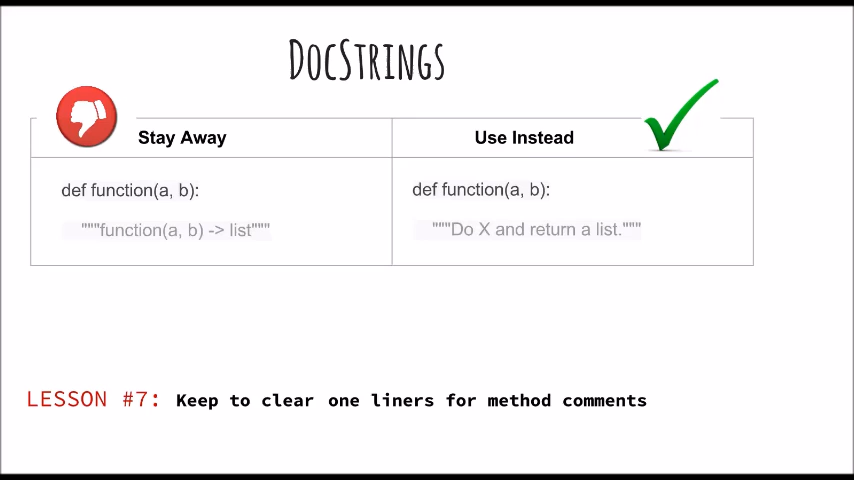 DOCSTRINGS
Stay Away
Use Instead
def function(a, b):
"""function(a, b) -> list"""
def function(a, b):
"""Do X and return a list."""
LESSON #7: Keep to clear one liners for method comments